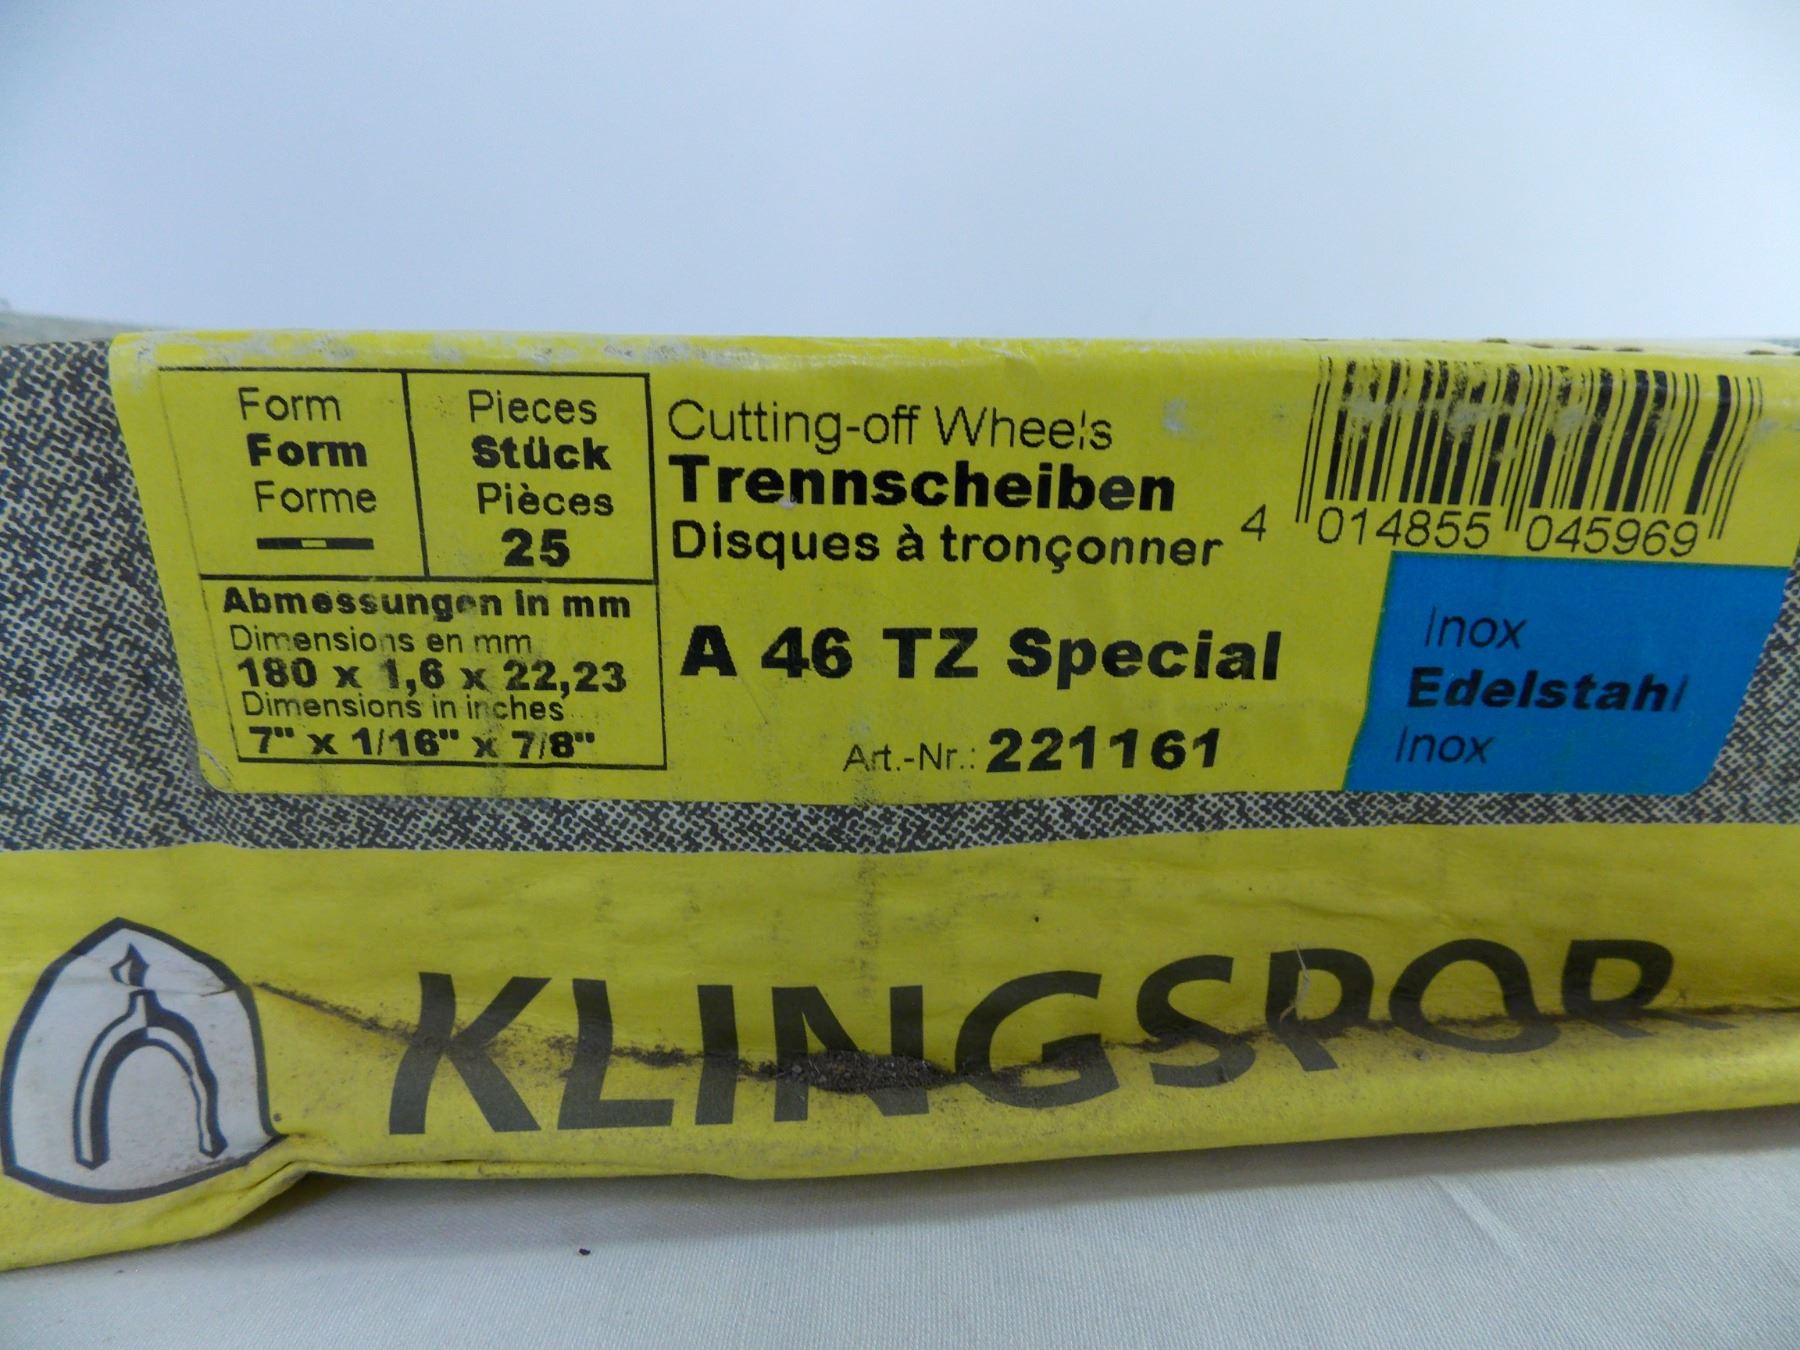 Form
Form
Forme
Pieces
Stück
Pièces
25
Abmessungen in mm
Dimensions en mm
180 x 1,6 x 22,23
Dimensions in inches
7" x 1/16" x 7/8"
Cutting-off Wheels
Trennscheiben
Disques à tronçonner
A 46 TZ Special
Art.-Nr.: 221161
4 014855 045969
Inox
Edelstahl
Inox
KLINGSPOR